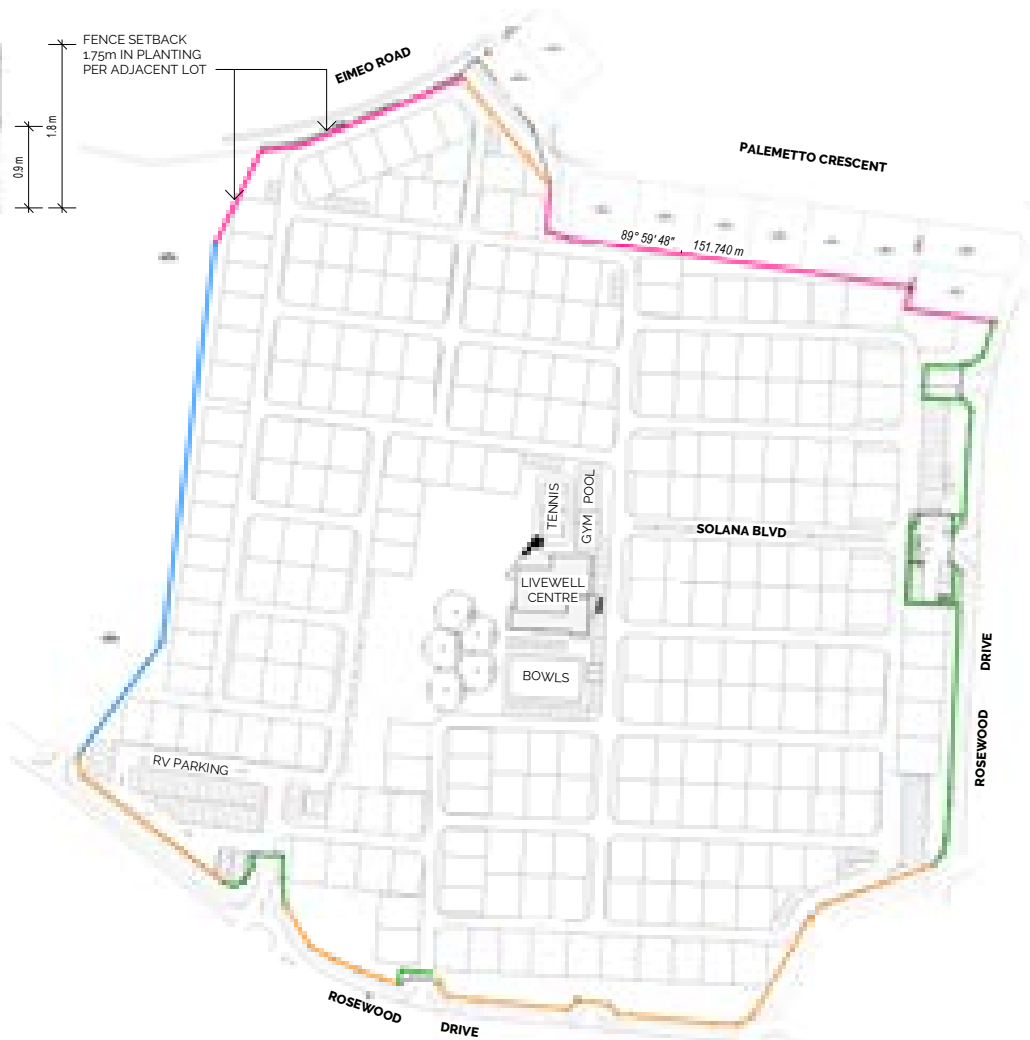 FENCE SETBACK
1.75m IN PLANTING
PER ADJACENT LOT
EIMEO ROAD
1.8 m
0.9 m
PALEMETTO CRESCENT
89° 59' 48" 151.740 m
TENNIS
GYM POOL
SOLANA BLVD
LIVEWELL
CENTRE
BOWLS
ROSEWOOD DRIVE
RV PARKING
ROSEWOOD DRIVE